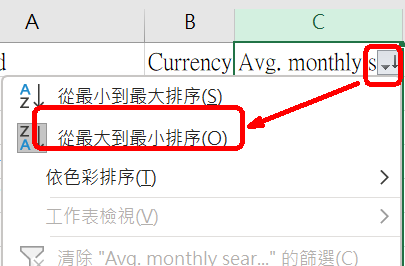 A B C
d Currency Avg. monthly s
從最小到最大排序(S)
從最大到最小排序(O)
依色彩排序(T)
工作表檢視(V)
清除 "Avg. monthly sear..." 的篩選(C)